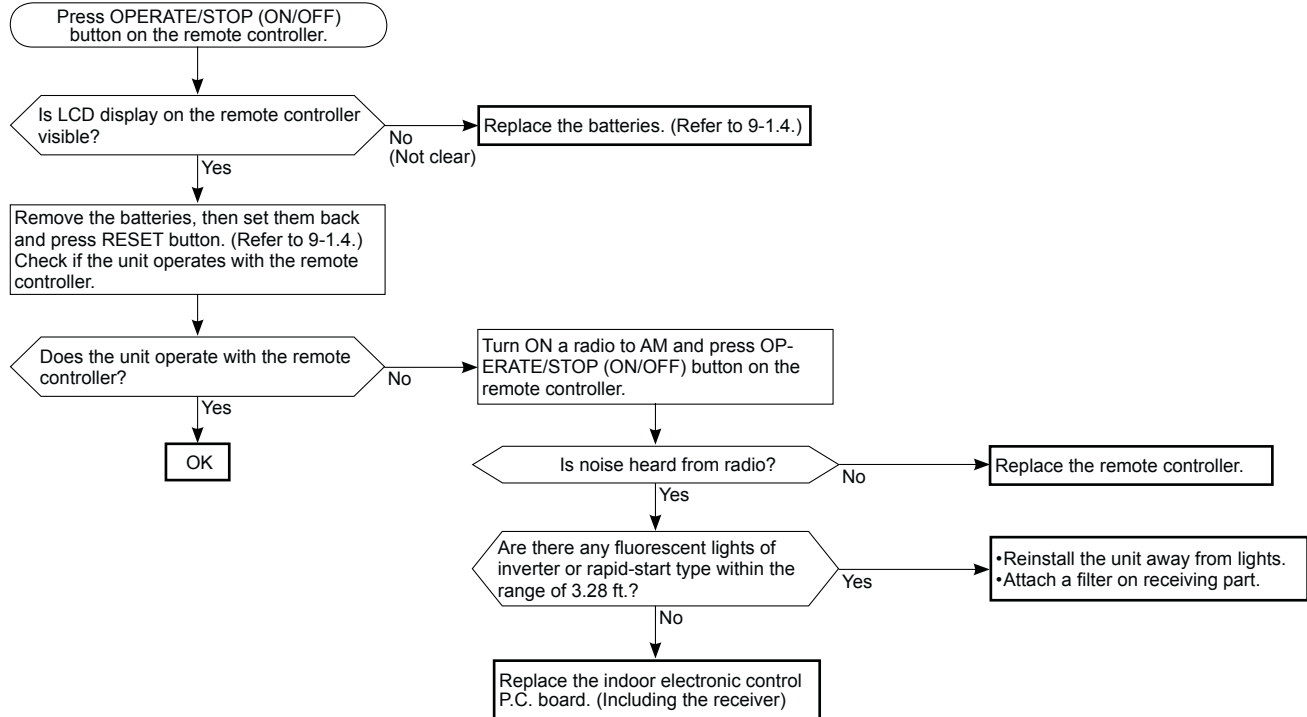 Press OPERATE/STOP (ON/OFF)
button on the remote controller.
Is LCD display on the remote controller
visible?
No
(Not clear)
Replace the batteries. (Refer to 9-1.4.)
Yes
Remove the batteries, then set them back
and press RESET button. (Refer to 9-1.4.)
Check if the unit operates with the remote
controller.
Does the unit operate with the remote
controller?
No
Yes
OK
Turn ON a radio to AM and press OP-
ERATE/STOP (ON/OFF) button on the
remote controller.
Is noise heard from radio?
No
Replace the remote controller.
Yes
Are there any fluorescent lights of
inverter or rapid-start type within the
range of 3.28 ft.?
Yes
•Reinstall the unit away from lights.
•Attach a filter on receiving part.
No
Replace the indoor electronic control
P.C. board. (Including the receiver)